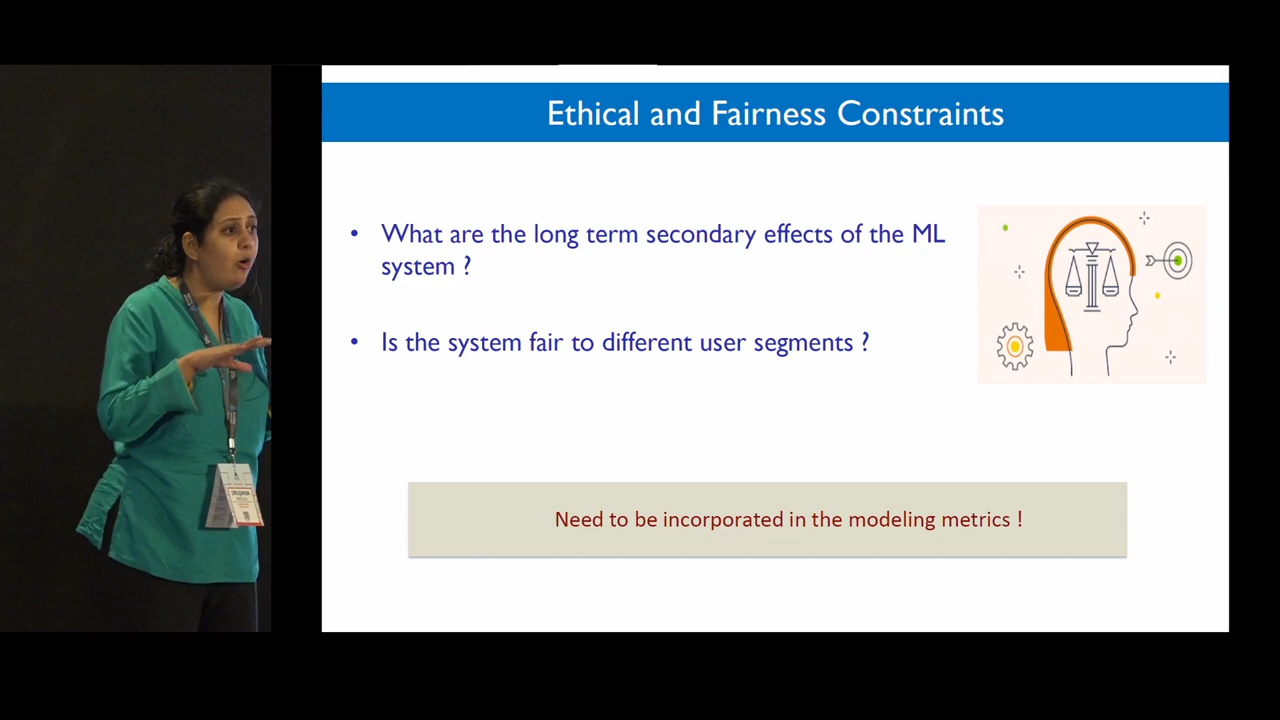 Ethical and Fairness Constraints
• What are the long term secondary effects of the ML
system ?
• Is the system fair to different user segments ?
Need to be incorporated in the modeling metrics !